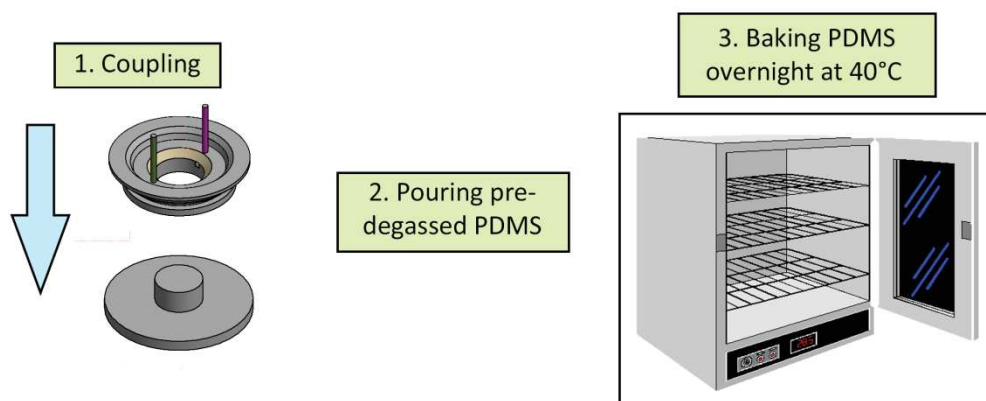 1. Coupling
2. Pouring pre-
degassed PDMS
3. Baking PDMS
overnight at 40°C